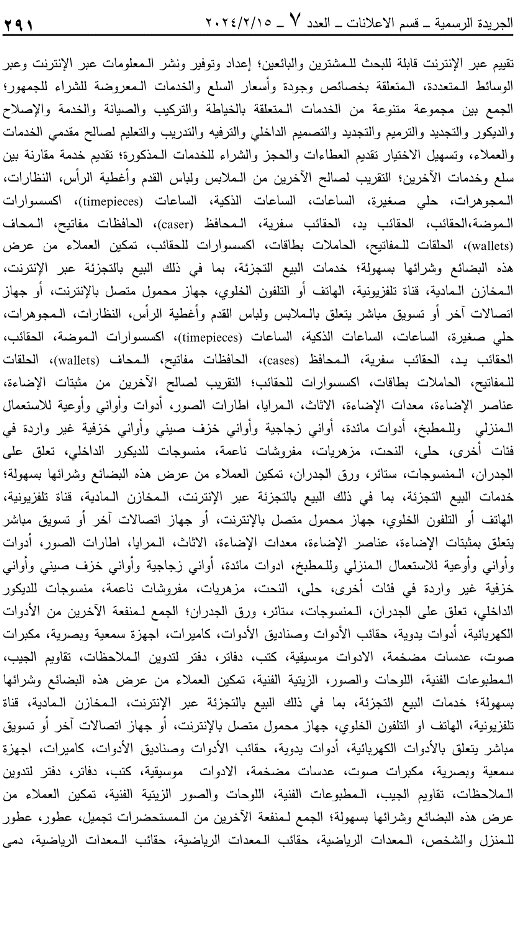 الجريدة الرسمية ــ قسم الاعلانات ــ العدد ٧ ــ ٢٠٢٤/٢/١٥
٢٩١
تقييم عبر الإنترنت قابلة للبحث للمشترين والبائعين؛ إعداد وتوفير ونشر المعلومات عبر الإنترنت وعبر
الوسائط المتعددة، المتعلقة بخصائص وجودة وأسعار السلع والخدمات المعروضة للشراء للجمهور؛
الجمع بين مجموعة متنوعة من الخدمات المتعلقة بالخياطة والتركيب والصيانة والخدمة والإصلاح
والديكور والتجديد والترميم والتجديد والتصميم الداخلي والترفيه والتدريب والتعليم لصالح مقدمي الخدمات
والعملاء، وتسهيل الاختيار تقديم العطاءات والحجز والشراء للخدمات المذكورة؛ تقديم خدمة مقارنة بين
سلع وخدمات الآخرين؛ التقريب لصالح الآخرين من الملابس ولباس القدم وأغطية الرأس، النظارات،
المجوهرات، حلي صغيرة، الساعات، الساعات الذكية، الساعات (timepieces)، اكسسوارات
الموضة،الحقائب، الحقائب يد، الحقائب سفرية، المحافظ (caser)، الحافظات مفاتيح، المحاف
(wallets)، الحلقات للمفاتيح، الحاملات بطاقات، اكسسوارات للحقائب، تمكين العملاء من عرض
هذه البضائع وشرائها بسهولة؛ خدمات البيع التجزئة، بما في ذلك البيع بالتجزئة عبر الإنترنت،
المخازن المادية، قناة تلفزيونية، الهاتف أو التلفون الخلوي، جهاز محمول متصل بالإنترنت، أو جهاز
اتصالات آخر أو تسويق مباشر يتعلق بالملابس ولباس القدم وأغطية الرأس، النظارات، المجوهرات،
حلي صغيرة، الساعات، الساعات الذكية، الساعات (timepieces)، اكسسوارات الموضة، الحقائب،
الحقائب يد، الحقائب سفرية، المحافظ (cases)، الحافظات مفاتيح، المحاف (wallets)، الحلقات
للمفاتيح، الحاملات بطاقات، اكسسوارات للحقائب؛ التقريب لصالح الآخرين من مثبتات الإضاءة،
عناصر الإضاءة، معدات الإضاءة، الاثاث، المرايا، اطارات الصور، أدوات وأواني وأوعية للاستعمال
المنزلي وللمطبخ، أدوات مائدة، أواني زجاجية وأواني خزف صيني وأواني خزفية غير واردة في
فئات أخرى، حلى، النحت، مزهريات، مفروشات ناعمة، منسوجات للديكور الداخلي، تعلق على
الجدران، المنسوجات، ستائر، ورق الجدران، تمكين العملاء من عرض هذه البضائع وشرائها بسهولة؛
خدمات البيع التجزئة، بما في ذلك البيع بالتجزئة عبر الإنترنت، المخازن المادية، قناة تلفزيونية،
الهاتف أو التلفون الخلوي، جهاز محمول متصل بالإنترنت، أو جهاز اتصالات آخر أو تسويق مباشر
يتعلق بمثبتات الإضاءة، عناصر الإضاءة، معدات الإضاءة، الاثاث، المرايا، اطارات الصور، أدوات
وأواني وأوعية للاستعمال المنزلي وللمطبخ، ادوات مائدة، أواني زجاجية وأواني خزف صيني وأواني
خزفية غير واردة في فئات أخرى، حلى، النحت، مزهريات، مفروشات ناعمة، منسوجات للديكور
الداخلي، تعلق على الجدران، المنسوجات، ستائر، ورق الجدران؛ الجمع لمنفعة الآخرين من الأدوات
الكهربائية، أدوات يدوية، حقائب الأدوات وصناديق الأدوات، كاميرات، اجهزة سمعية وبصرية، مكبرات
صوت، عدسات مضخمة، الادوات موسيقية، كتب، دفاتر، دفتر لتدوين الملاحظات، تقاويم الجيب،
المطبوعات الفنية، اللوحات والصور، الزيتية الفنية، تمكين العملاء من عرض هذه البضائع وشرائها
بسهولة؛ خدمات البيع التجزئة، بما في ذلك البيع بالتجزئة عبر الإنترنت، المخازن المادية، قناة
تلفزيونية، الهاتف او التلفون الخلوي، جهاز محمول متصل بالإنترنت، أو جهاز اتصالات آخر أو تسويق
مباشر يتعلق بالأدوات الكهربائية، أدوات يدوية، حقائب الأدوات وصناديق الأدوات، كاميرات، اجهزة
سمعية وبصرية، مكبرات صوت، عدسات مضخمة، الادوات موسيقية، كتب، دفاتر، دفتر لتدوين
الملاحظات، تقاويم الجيب، المطبوعات الفنية، اللوحات والصور الزيتية الفنية، تمكين العملاء من
عرض هذه البضائع وشرائها بسهولة؛ الجمع لمنفعة الآخرين من المستحضرات تجميل، عطور، عطور
للمنزل والشخص، المعدات الرياضية، حقائب المعدات الرياضية، حقائب المعدات الرياضية، دمى